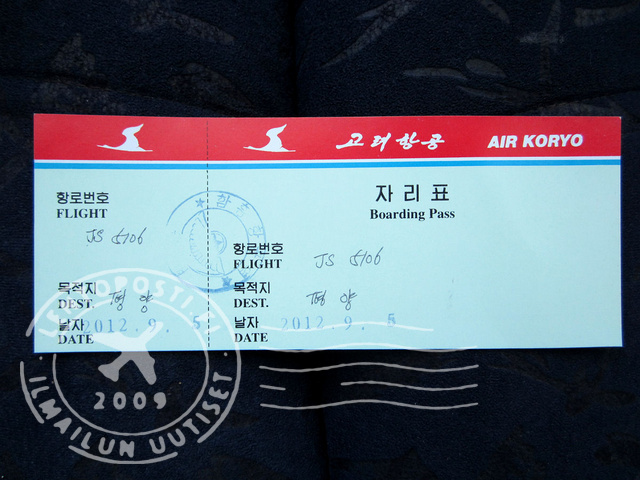 고려항공 AIR KORYO
항로번호
FLIGHT
JS 5106
목적지
DEST. 평양
날자 2012.9. 5
DATE
자리표
Boarding Pass
항로번호
FLIGHT JS 5106
목적지
DEST. 평양
날자 2012.9. 5
DATE
LENTOPOSTI.FI
2009
ILMAILUN UUTISET